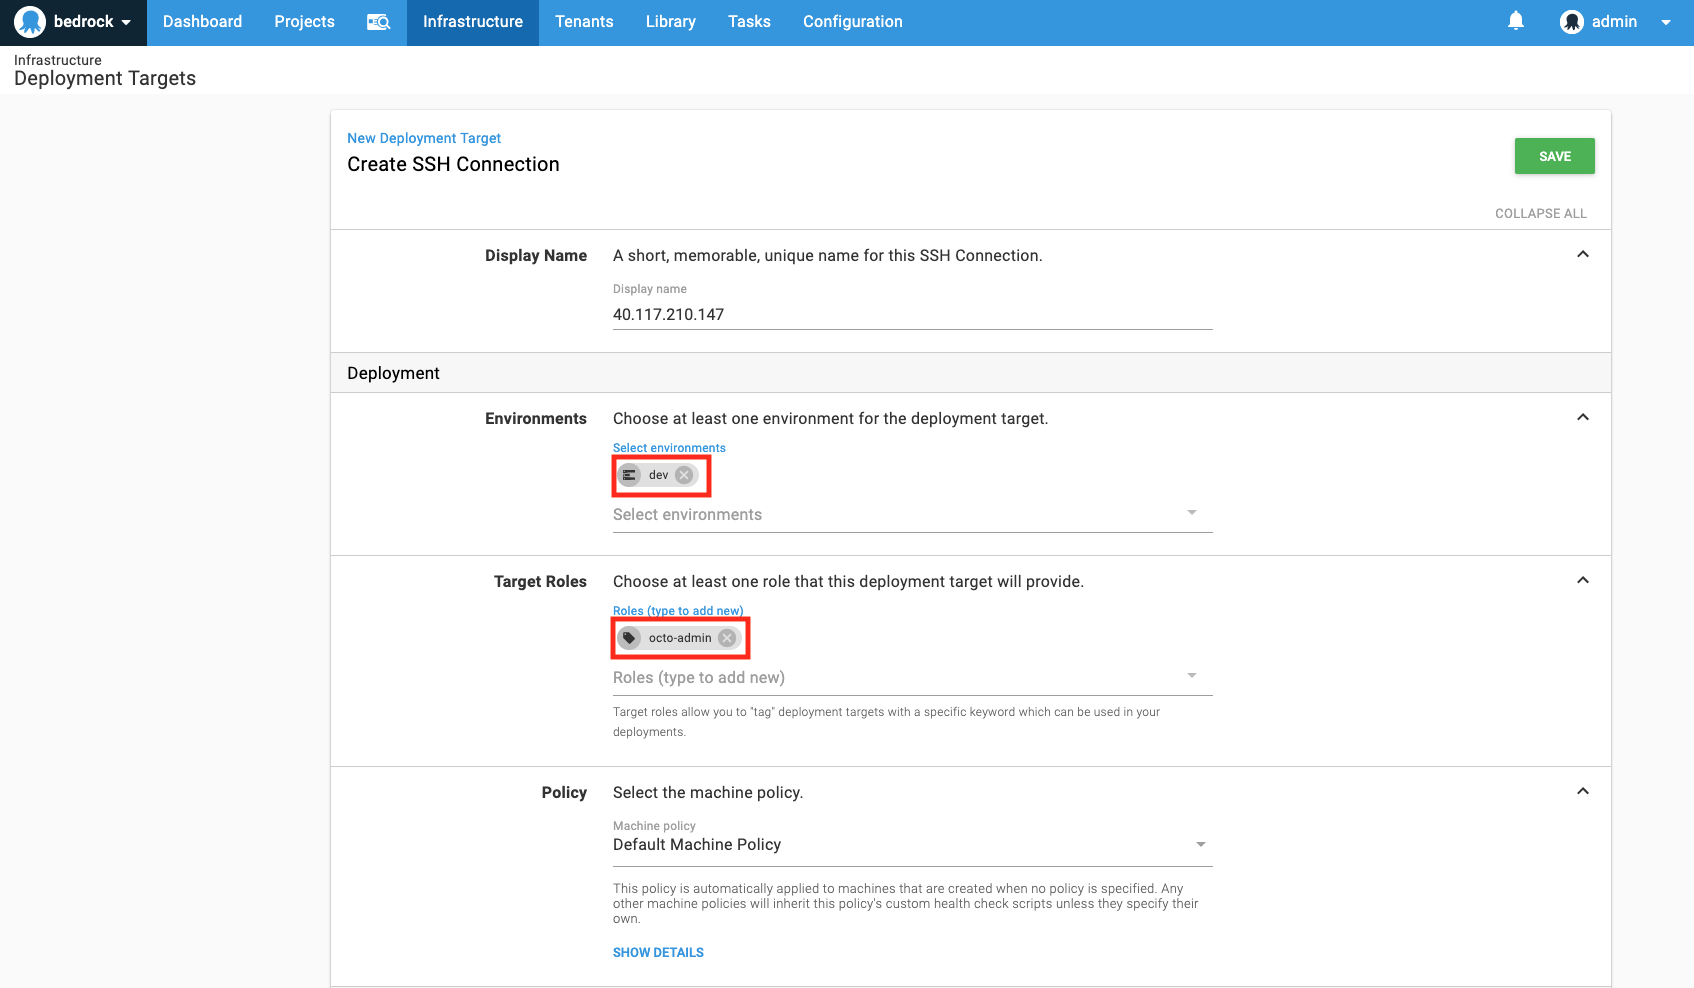 bedrock Dashboard Projects Infrastructure Tenants Library Tasks Configuration admin
Infrastructure
Deployment Targets
New Deployment Target
Create SSH Connection
SAVE
COLLAPSE ALL
Display Name A short, memorable, unique name for this SSH Connection.
Display name
40.117.210.147
Deployment
Environments Choose at least one environment for the deployment target.
Select environments
dev
Select environments
Target Roles Choose at least one role that this deployment target will provide.
Roles (type to add new)
octo-admin
Roles (type to add new)
Target roles allow you to "tag" deployment targets with a specific keyword which can be used in your
deployments.
Policy Select the machine policy.
Machine policy
Default Machine Policy
This policy is automatically applied to machines that are created when no policy is specified. Any
other machine policies will inherit this policy's custom health check scripts unless they specify their
own.
SHOW DETAILS